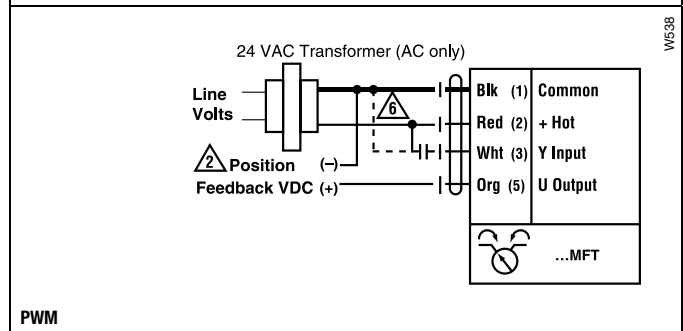 W538
24 VAC Transformer (AC only)
Line
Volts
6
2 Position (–)
Feedback VDC (+)
Blk (1) Common
Red (2) + Hot
Wht (3) Y Input
Org (5) U Output
...MFT
PWM